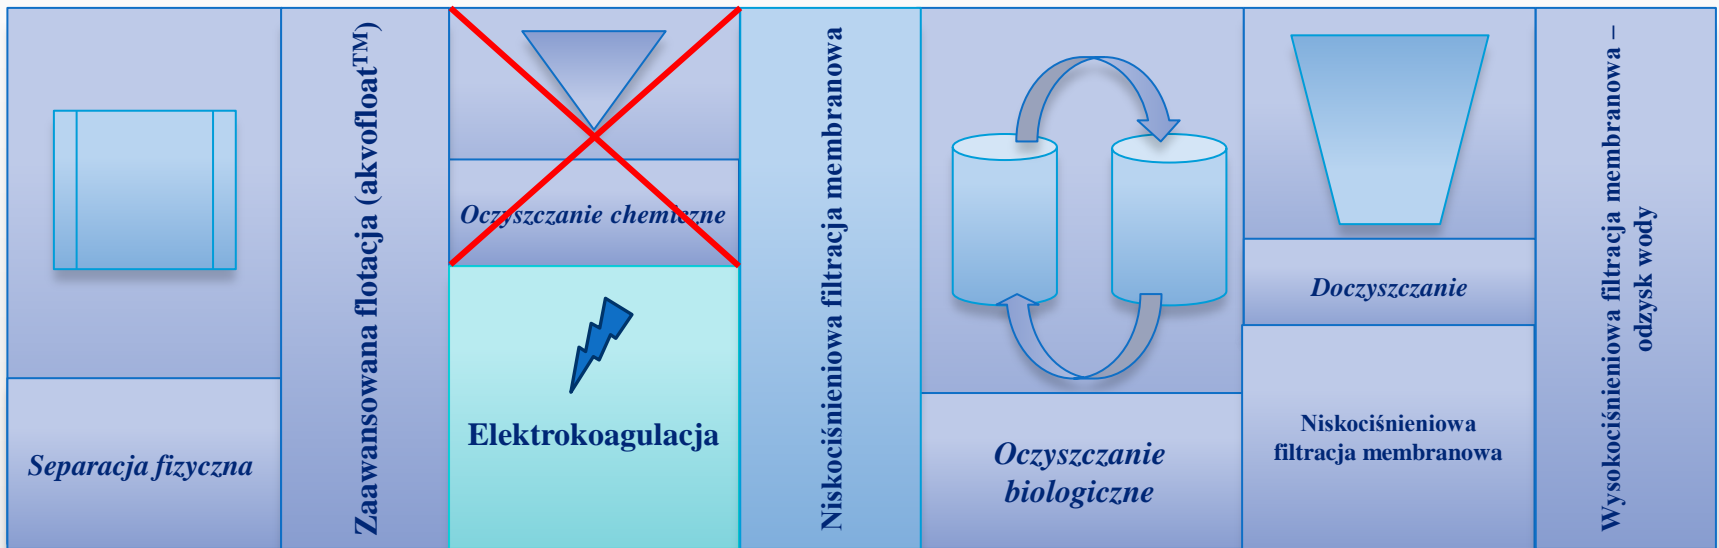 Separacja fizyczna
Zaawansowana flotacja (akvofloat™)
Oczyszczanie chemiczne
Elektrokoagulacja
Niskociśnieniowa filtracja membranowa
Oczyszczanie
biologiczne
Doczyszczanie
Niskociśnieniowa
filtracja membranowa
Wysokociśnieniowa filtracja membranowa –
odzysk wody